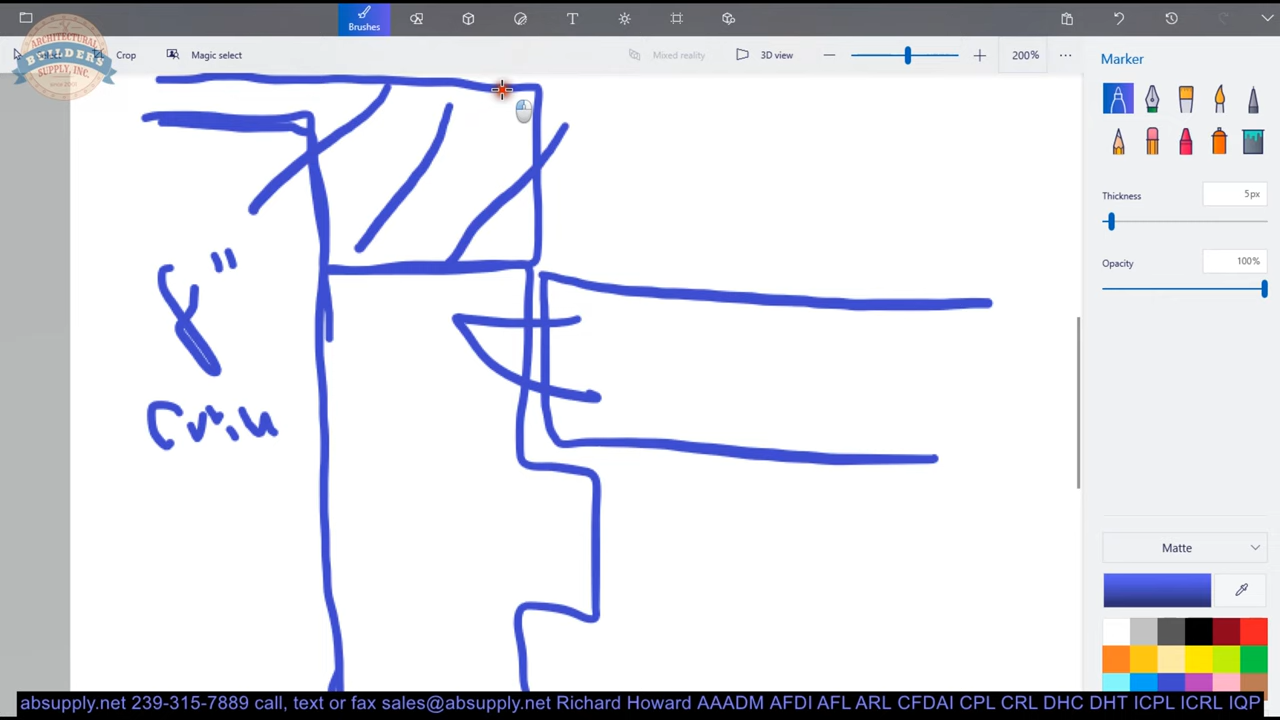 Brushes
ARCHITECTURAL
BUILDERS
SUPPLY, INC.
Crop
Magic select
Mixed reality
3D view
200%
Marker
Thickness
5px
Opacity
100%
Matte
8"
absupply.net 239-315-7889 call, text or fax sales@absupply.net Richard Howard AAADM AFDI AFL ARL CFDAI CPL CRL DHC DHT ICPL ICRL IQP